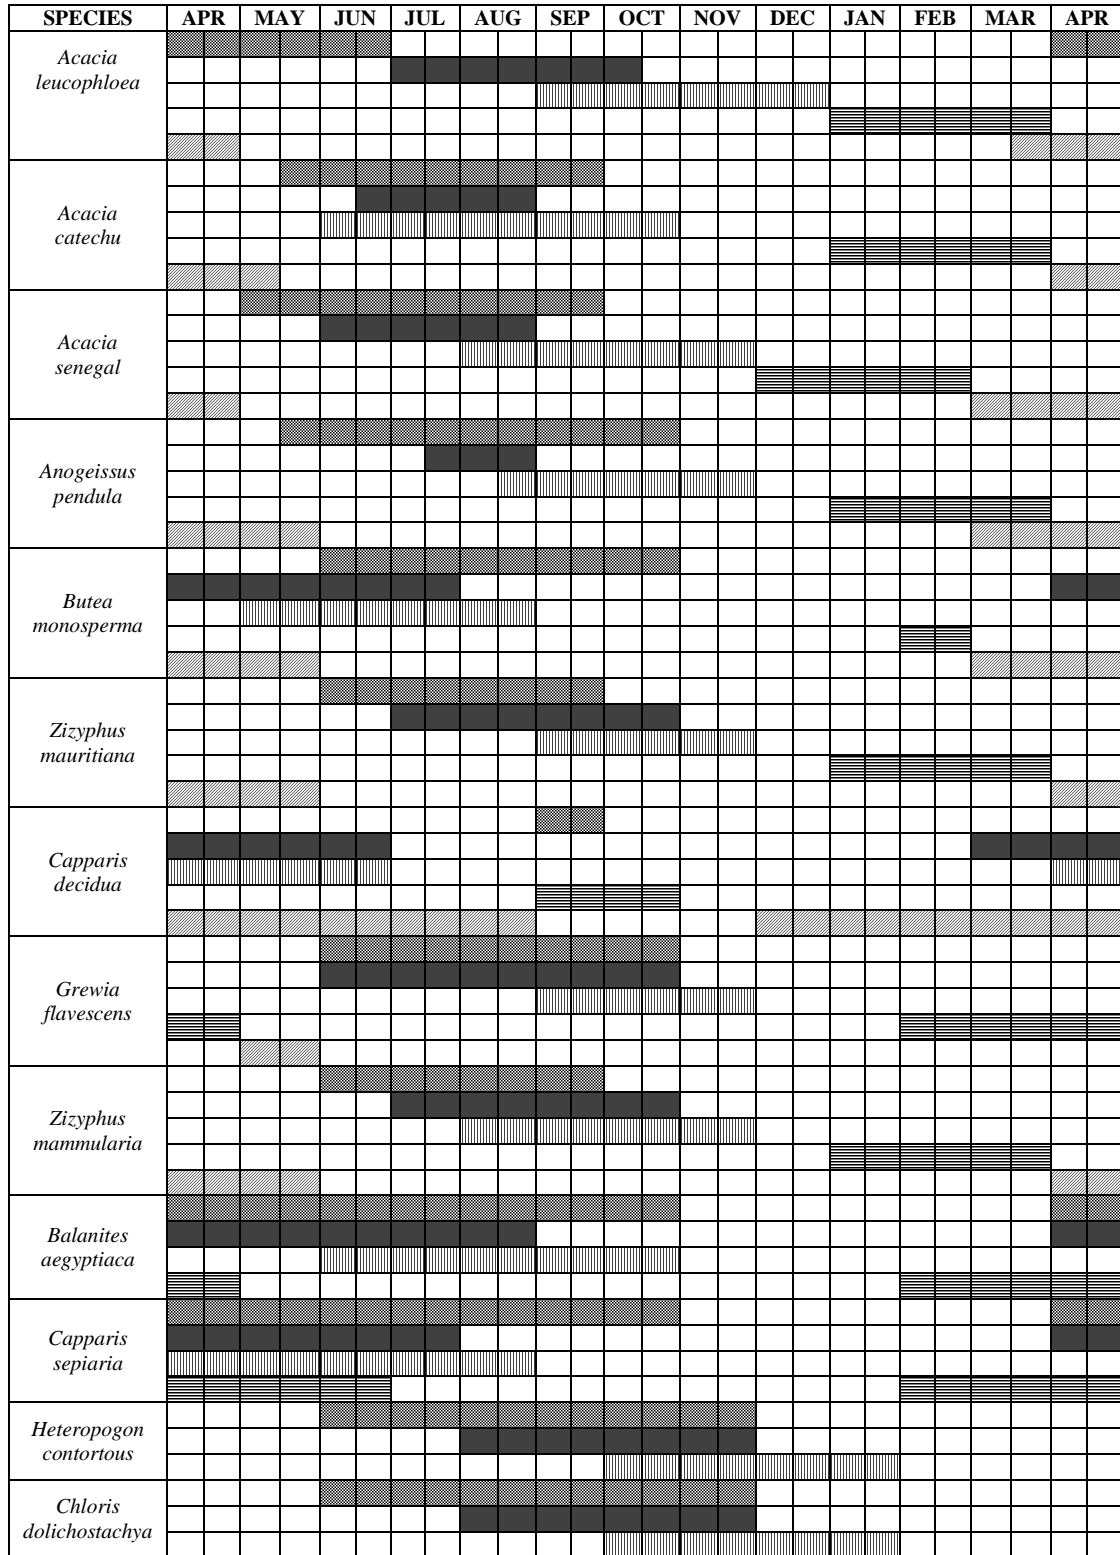 SPECIES APR MAY JUN JUL AUG SEP OCT NOV DEC JAN FEB MAR APR
Acacia
leucophloea
Acacia
catechu
Acacia
senegal
Anogeissus
pendula
Butea
monosperma
Zizyphus
mauritiana
Capparis
decidua
Grewia
flavescens
Zizyphus
mammularia
Balanites
aegyptiaca
Capparis
sepiaria
Heteropogon
contortous
Chloris
dolichostachya